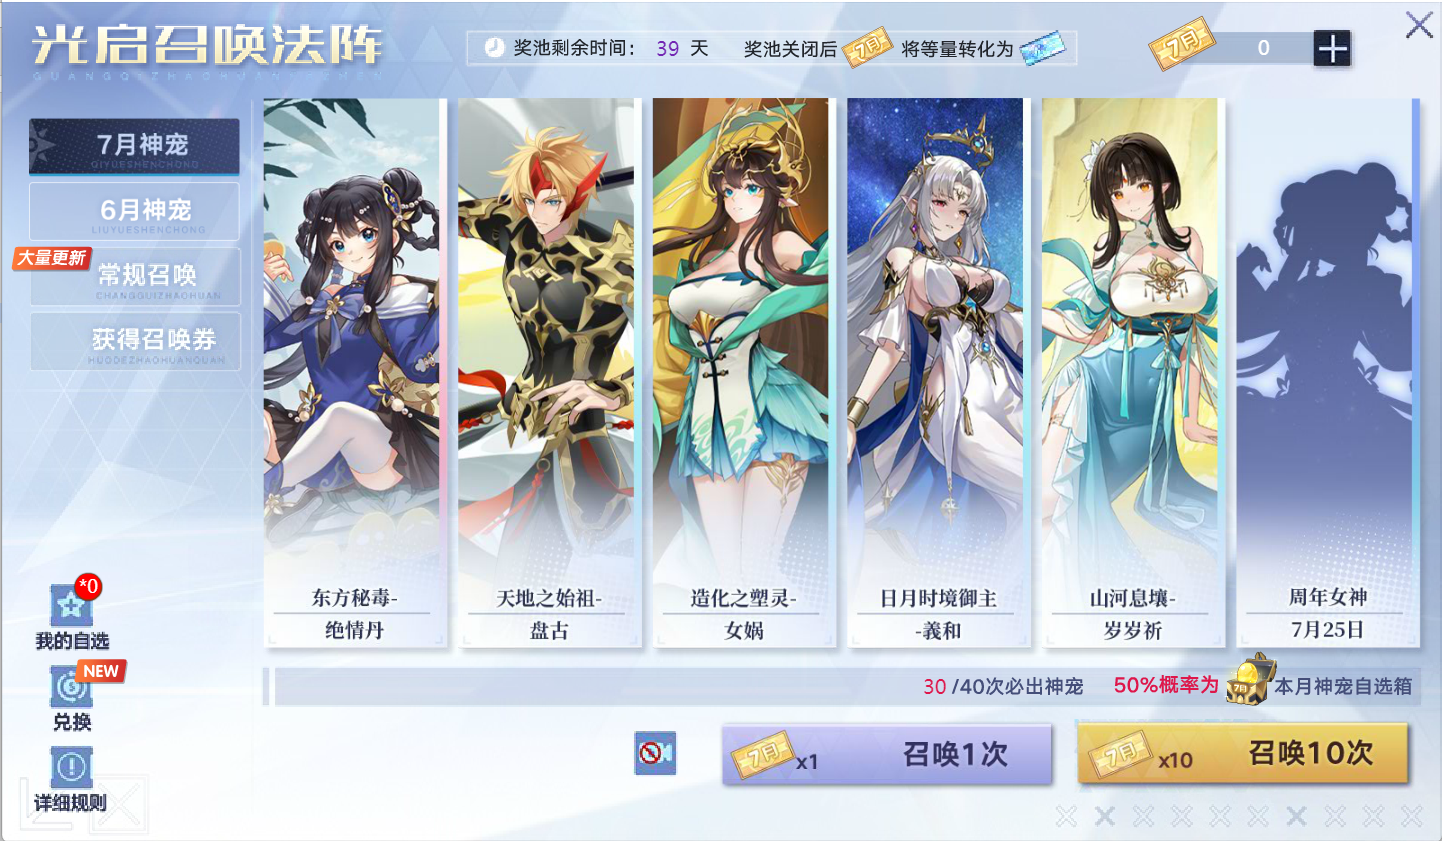 光启召唤法阵
GUANGQIZHAOHUANFAZHEN
奖池剩余时间： 39 天 奖池关闭后 7月 将等量转化为
7月 0
7月神宠
QIYUESHENCHONG
6月神宠
LIUYUESHENCHONG
大量更新
常规召唤
CHANGGUIZHAOHUAN
获得召唤券
HUODEZHAOHUANQUAN
东方秘毒-
绝情丹
天地之始祖-
盘古
造化之塑灵-
女娲
日月时境御主
-義和
山河息壤-
岁岁祈
周年女神
7月25日
*0
我的自选
NEW
兑换
详细规则
30 /40次必出神宠 50%概率为 7月 本月神宠自选箱
7月 x1 召唤1次
7月 x10 召唤10次